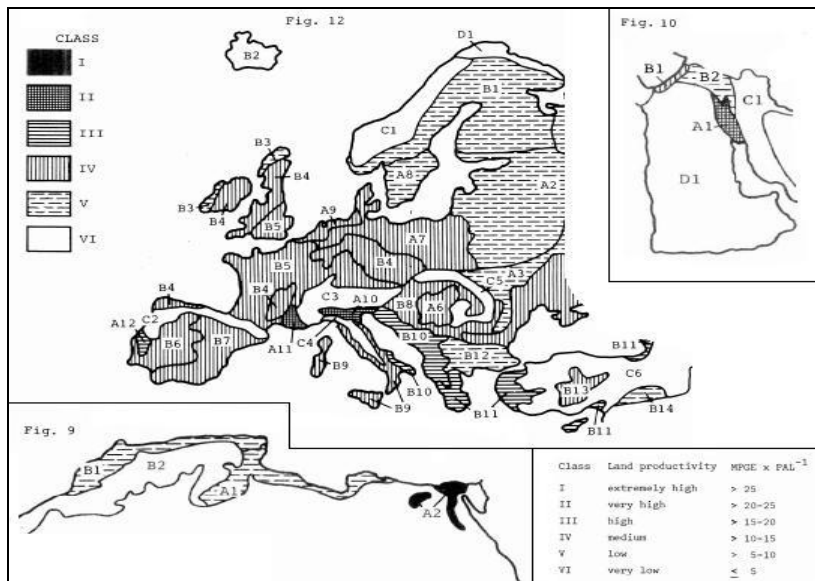 Fig. 12
CLASS
I
II
III
IV
V
VI
B2
D1
B1
C1
A8
A2
B3
B4
B3
B4
B5
A9
A7
B5
B4
B4
C3
A10
B8
A6
C5
A3
B4
C2
A12
B6
B7
A11
C4
B10
B12
B9
B10
B9
B11
B11
C6
B13
B14
B11
Fig. 10
B1
B2
C1
A1
D1
Fig. 9
B1
B2
A1
A2
Class Land productivity MPGE x PAL⁻¹
I extremely high > 25
II very high > 20-25
III high > 15-20
IV medium > 10-15
V low > 5-10
VI very low ≤ 5